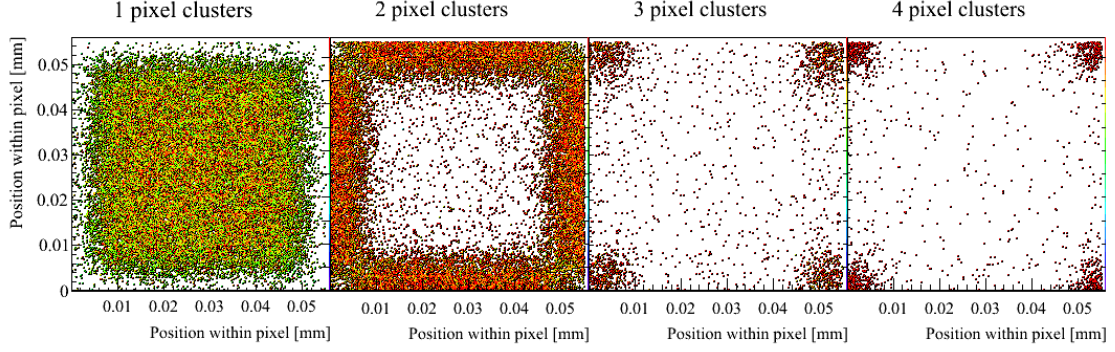 1 pixel clusters 2 pixel clusters 3 pixel clusters 4 pixel clusters
Position within pixel [mm]
0.05
0.04
0.03
0.02
0.01
0
0.01 0.02 0.03 0.04 0.05 0.01 0.02 0.03 0.04 0.05 0.01 0.02 0.03 0.04 0.05 0.01 0.02 0.03 0.04 0.05
Position within pixel [mm] Position within pixel [mm] Position within pixel [mm] Position within pixel [mm]